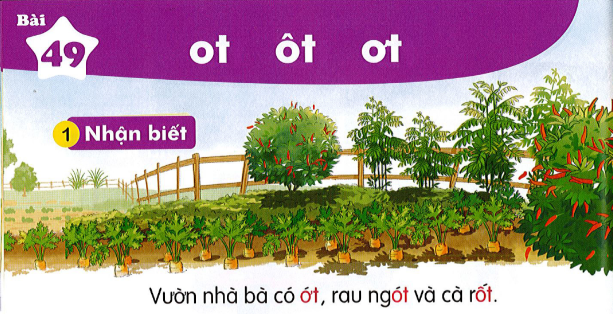 Bài
49
ot ôt ơt
1 Nhận biết
Vườn nhà bà có ớt, rau ngót và cà rốt.